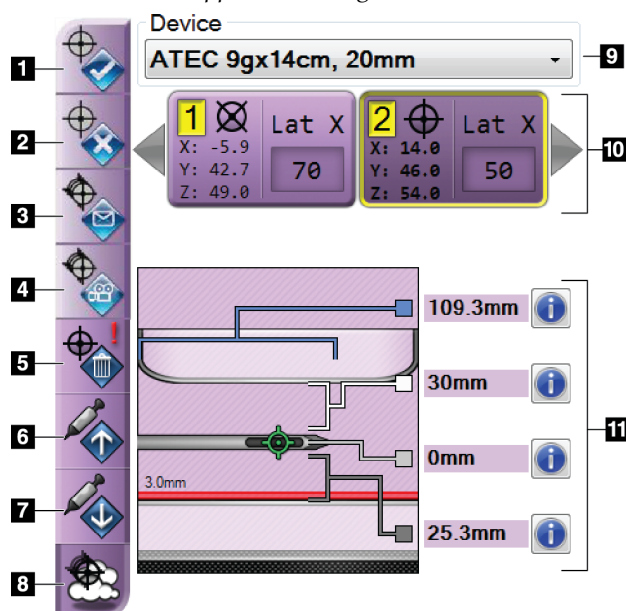 Device
1
ATEC 9gx14cm, 20mm
9
2
1
Lat X
X: -5.9
Y: 42.7
Z: 49.0
70
2
Lat X
X: 14.0
Y: 46.0
Z: 54.0
50
10
3
4
109.3mm
5
!
30mm
6
11
0mm
7
3.0mm
25.3mm
8